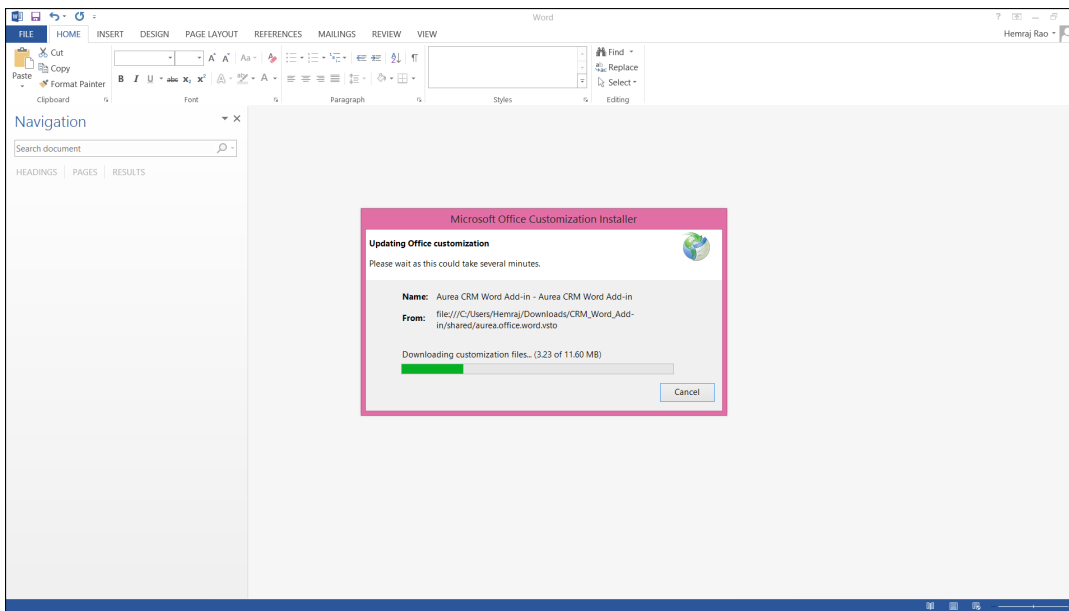 Word
?
FILE HOME INSERT DESIGN PAGE LAYOUT REFERENCES MAILINGS REVIEW VIEW
Hemraj Rao
Paste
Cut
Copy
Format Painter
Clipboard
Aa
B I U abc x₂ x² A A
Font
Paragraph
Styles
Find
Replace
Select
Editing
Navigation
Search document
HEADINGS PAGES RESULTS
Microsoft Office Customization Installer
Updating Office customization
Please wait as this could take several minutes.
Name: Aurea CRM Word Add-in - Aurea CRM Word Add-in
From: file:///C:/Users/Hemraj/Downloads/CRM_Word_Add-
in/shared/aurea.office.word.vsto
Downloading customization files... (3.23 of 11.60 MB)
Cancel